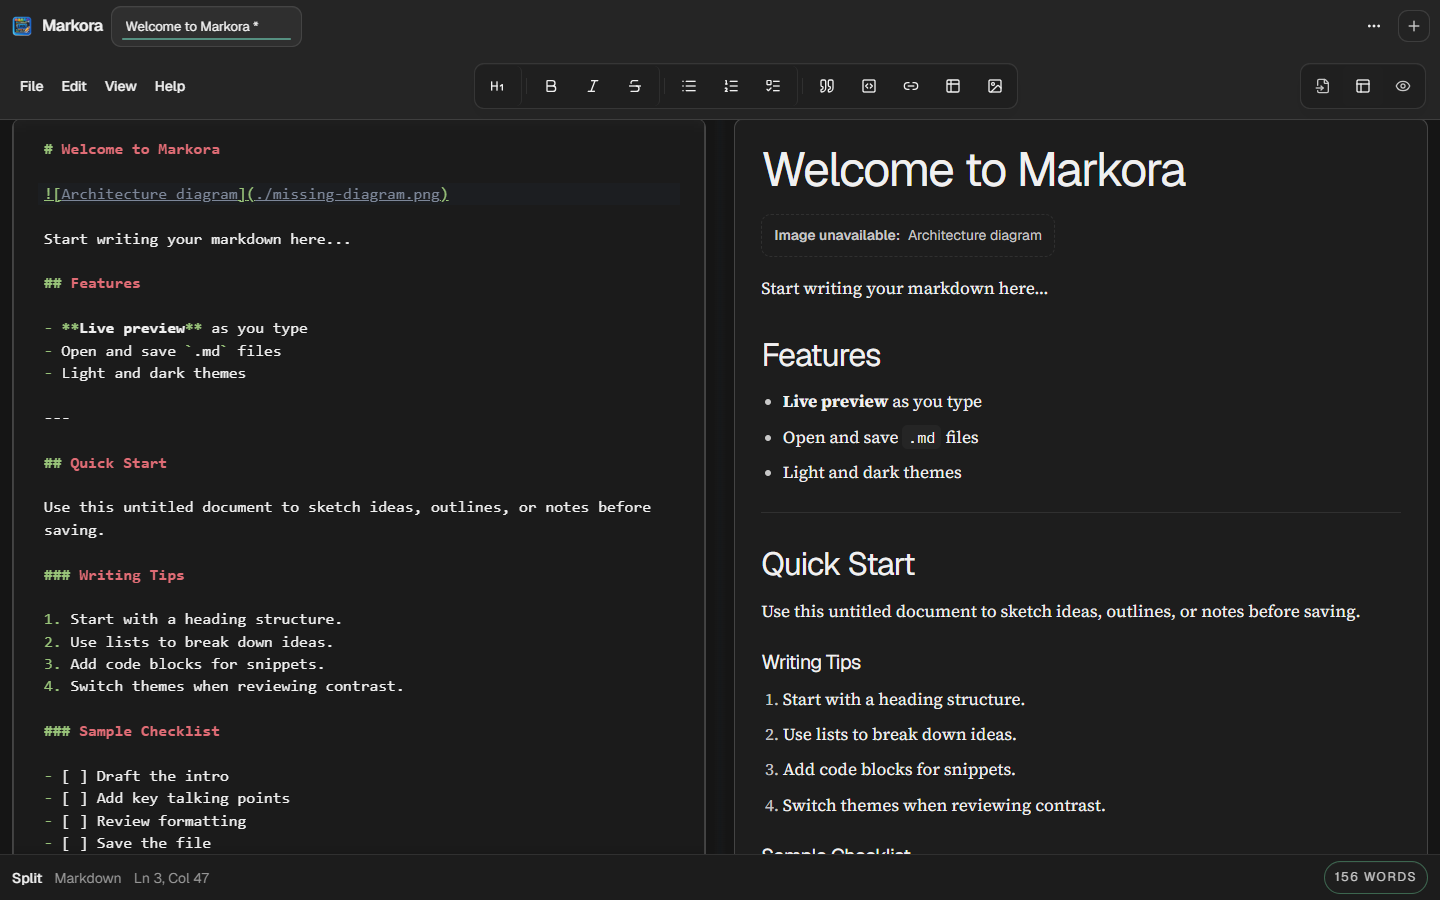 Markora
Welcome to Markora *
File Edit View Help
H1
# Welcome to Markora
![Architecture diagram](./missing-diagram.png)
Start writing your markdown here...
## Features
- **Live preview** as you type
- Open and save `.md` files
- Light and dark themes
---
## Quick Start
Use this untitled document to sketch ideas, outlines, or notes before
saving.
### Writing Tips
1. Start with a heading structure.
2. Use lists to break down ideas.
3. Add code blocks for snippets.
4. Switch themes when reviewing contrast.
### Sample Checklist
- [ ] Draft the intro
- [ ] Add key talking points
- [ ] Review formatting
- [ ] Save the file
Welcome to Markora
Image unavailable: Architecture diagram
Start writing your markdown here...
Features
• Live preview as you type
• Open and save .md files
• Light and dark themes
Quick Start
Use this untitled document to sketch ideas, outlines, or notes before saving.
Writing Tips
1. Start with a heading structure.
2. Use lists to break down ideas.
3. Add code blocks for snippets.
4. Switch themes when reviewing contrast.
Sample Checklist
Split Markdown Ln 3, Col 47
156 WORDS